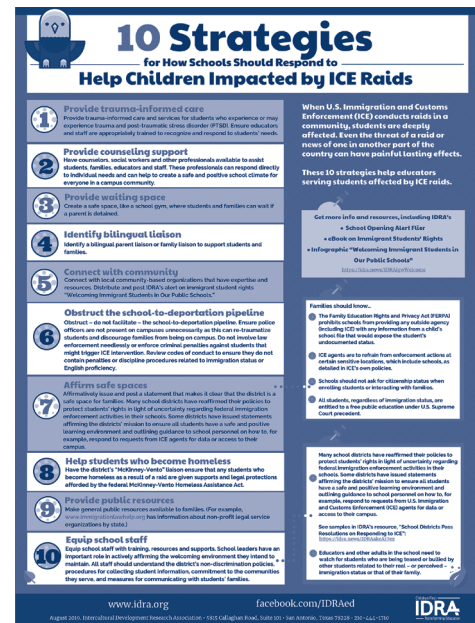 10 Strategies
for How Schools Should Respond to
Help Children Impacted by ICE Raids
1
Provide trauma-informed care
Provide trauma-informed care and services for students who experience or may
experience trauma and post-traumatic stress disorder (PTSD). Ensure educators
and staff are appropriately trained to recognize and respond to students' needs.
2
Provide counseling support
Have counselors, social workers and other professionals available to assist
students, families, educators and staff. These professionals can respond directly
to individual needs and can help to create a safe and positive school climate for
everyone in a campus community.
3
Provide waiting space
Create a safe space, like a school gym, where students and families can wait if
a parent is detained.
4
Identify bilingual liaison
Identify a bilingual parent liaison or family liaison to support students and
families.
5
Connect with community
Connect with local community-based organizations that have expertise and
resources. Distribute and post IDRA's alert on immigrant student rights
"Welcoming Immigrant Students in Our Public Schools."
6
Obstruct the school-to-deportation pipeline
Obstruct – do not facilitate – the school-to-deportation pipeline. Ensure police
officers are not present on campuses unnecessarily as this can re-traumatize
students and discourage families from being on campus. Do not involve law
enforcement needlessly or enforce criminal penalties against students that
might trigger ICE intervention. Review codes of conduct to ensure they do not
contain penalties or discipline procedures related to immigration status or
English proficiency.
7
Affirm safe spaces
Affirmatively issue and post a statement that makes it clear that the district is a
safe space for families. Many school districts have reaffirmed their policies to
protect students' rights in light of uncertainty regarding federal immigration
enforcement activities in their schools. Some districts have issued statements
affirming the districts' mission to ensure all students have a safe and positive
learning environment and outlining guidance to school personnel on how to, for
example, respond to requests from ICE agents for data or access to their
campus.
8
Help students who become homeless
Have the district's "McKinney-Vento" liaison ensure that any students who
become homeless as a result of a raid are given supports and legal protections
afforded by the federal McKinney-Vento Homeless Assistance Act.
9
Provide public resources
Make general public resources available to families. (For example,
www.immigrationlawhelp.org has information about non-profit legal service
organizations by state.)
10
Equip school staff
Equip school staff with training, resources and supports. School leaders have an
important role in actively affirming the welcoming environment they intend to
maintain. All staff should understand the district's non-discrimination policies,
procedures for collecting student information, commitment to the communities
they serve, and measures for communicating with students' families.
When U.S. Immigration and Customs
Enforcement (ICE) conducts raids in a
community, students are deeply
affected. Even the threat of a raid or
news of one in another part of the
country can have painful lasting effects.
These 10 strategies help educators
serving students affected by ICE raids.
Get more info and resources, including IDRA's
• School Opening Alert Flier
• eBook on Immigrant Students' Rights
• Infographic "Welcoming Immigrant Students in
Our Public Schools"
Families should know...
The Family Education Rights and Privacy Act (FERPA)
prohibits schools from providing any outside agency
(including ICE) with any information from a child's
school file that would expose the student's
undocumented status.
ICE agents are to refrain from enforcement actions at
certain sensitive locations, which include schools, as
detailed in ICE's own policies.
Schools should not ask for citizenship status when
enrolling students or interacting with families.
All students, regardless of immigration status, are
entitled to a free public education under U.S. Supreme
Court precedent.
Many school districts have reaffirmed their policies to
protect students' rights in light of uncertainty regarding
federal immigration enforcement activities in their
schools. Some districts have issued statements
affirming the districts' mission to ensure all students
have a safe and positive learning environment and
outlining guidance to school personnel on how to, for
example, respond to requests from U.S. Immigration
and Customs Enforcement (ICE) agents for data or
access to their campus.
See samples in IDRA's resource, "School Districts Pass
Resolutions on Responding to ICE":
Educators and other adults in the school need
to watch for students who are being teased or bullied by
other students related to their real – or perceived –
immigration status or that of their family.
www.idra.org
facebook.com/IDRAed
August 2019, Intercultural Development Research Association • 5815 Callaghan Road, Suite 101 • San Antonio, Texas 78228 • 210-444-1710
IDRA